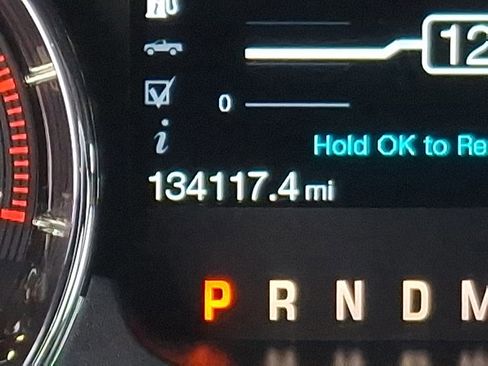 12
0
Hold OK to Re
134117.4 mi
P R N D M